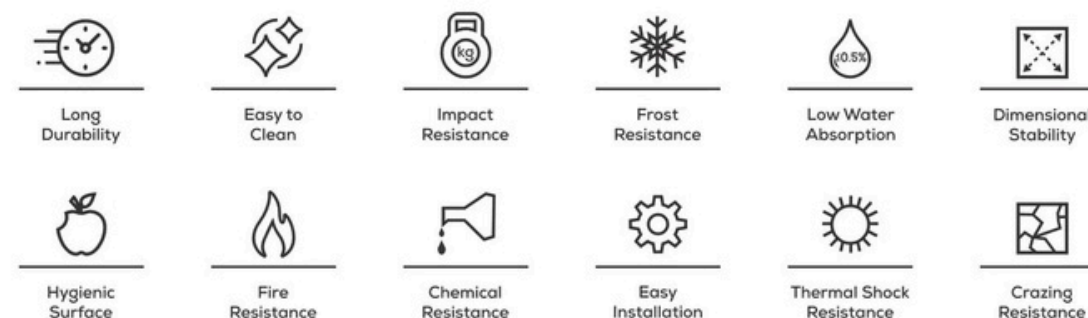 kg
0.5%
Long
Durability
Easy to
Clean
Impact
Resistance
Frost
Resistance
Low Water
Absorption
Dimensional
Stability
Hygienic
Surface
Fire
Resistance
Chemical
Resistance
Easy
Installation
Thermal Shock
Resistance
Crazing
Resistance